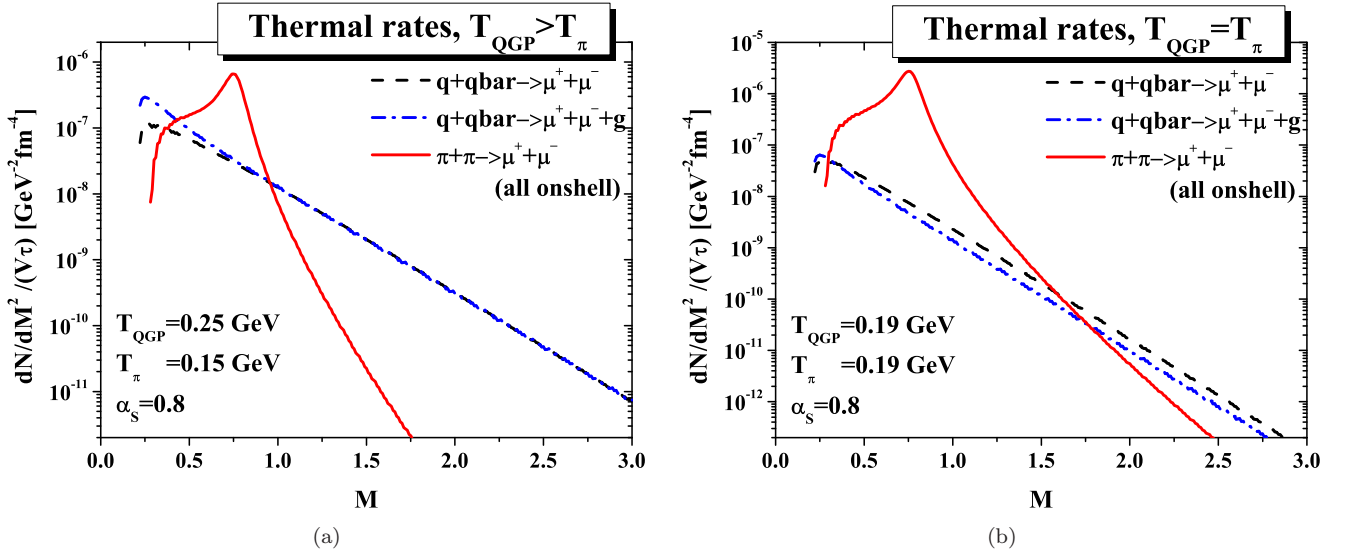 Thermal rates, T_QGP>T_π
dN/dM² /(Vτ) [GeV⁻²fm⁻⁴]
10⁻⁶
10⁻⁷
10⁻⁸
10⁻⁹
10⁻¹⁰
10⁻¹¹
q+qbar->μ⁺+μ⁻
q+qbar->μ⁺+μ⁻+g
π+π->μ⁺+μ⁻
(all onshell)
T_QGP=0.25 GeV
T_π =0.15 GeV
α_S=0.8
0.0 0.5 1.0 1.5 2.0 2.5 3.0
M
(a)
Thermal rates, T_QGP=T_π
dN/dM² /(Vτ) [GeV⁻²fm⁻⁴]
10⁻⁵
10⁻⁶
10⁻⁷
10⁻⁸
10⁻⁹
10⁻¹⁰
10⁻¹¹
10⁻¹²
q+qbar->μ⁺+μ⁻
q+qbar->μ⁺+μ⁻+g
π+π->μ⁺+μ⁻
(all onshell)
T_QGP=0.19 GeV
T_π =0.19 GeV
α_S=0.8
0.0 0.5 1.0 1.5 2.0 2.5 3.0
M
(b)